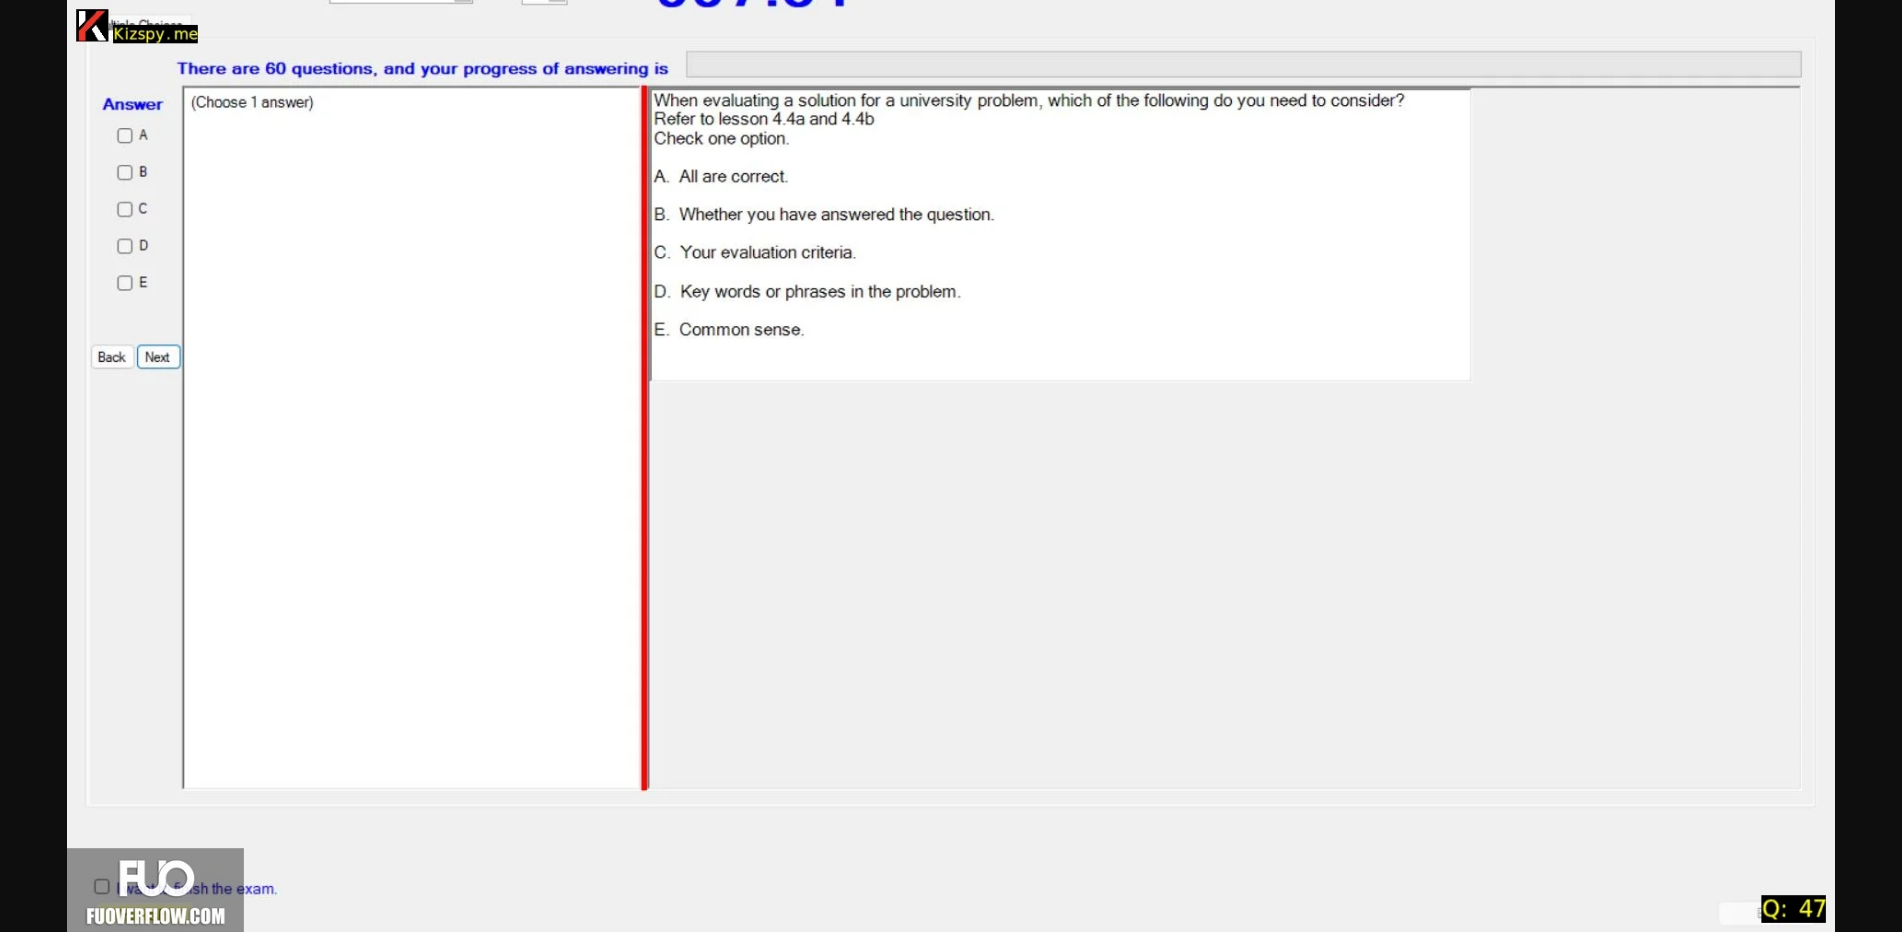 Kizspy.me
There are 60 questions, and your progress of answering is
Answer
(Choose 1 answer)
A
B
C
D
E
Back Next
When evaluating a solution for a university problem, which of the following do you need to consider?
Refer to lesson 4.4a and 4.4b
Check one option.
A. All are correct.
B. Whether you have answered the question.
C. Your evaluation criteria.
D. Key words or phrases in the problem.
E. Common sense.
FUO
the exam.
FUOVERFLOW.COM
Q: 47